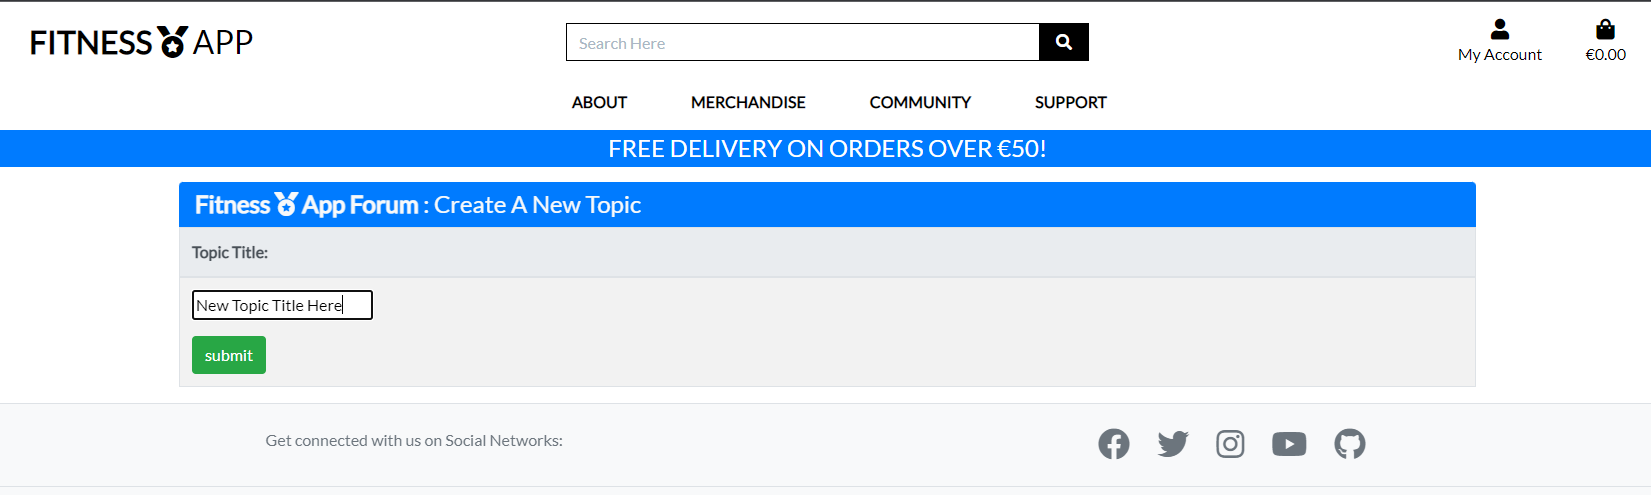 FITNESS APP
Search Here
My Account
€0.00
ABOUT MERCHANDISE COMMUNITY SUPPORT
FREE DELIVERY ON ORDERS OVER €50!
Fitness App Forum : Create A New Topic
Topic Title:
New Topic Title Here
submit
Get connected with us on Social Networks: